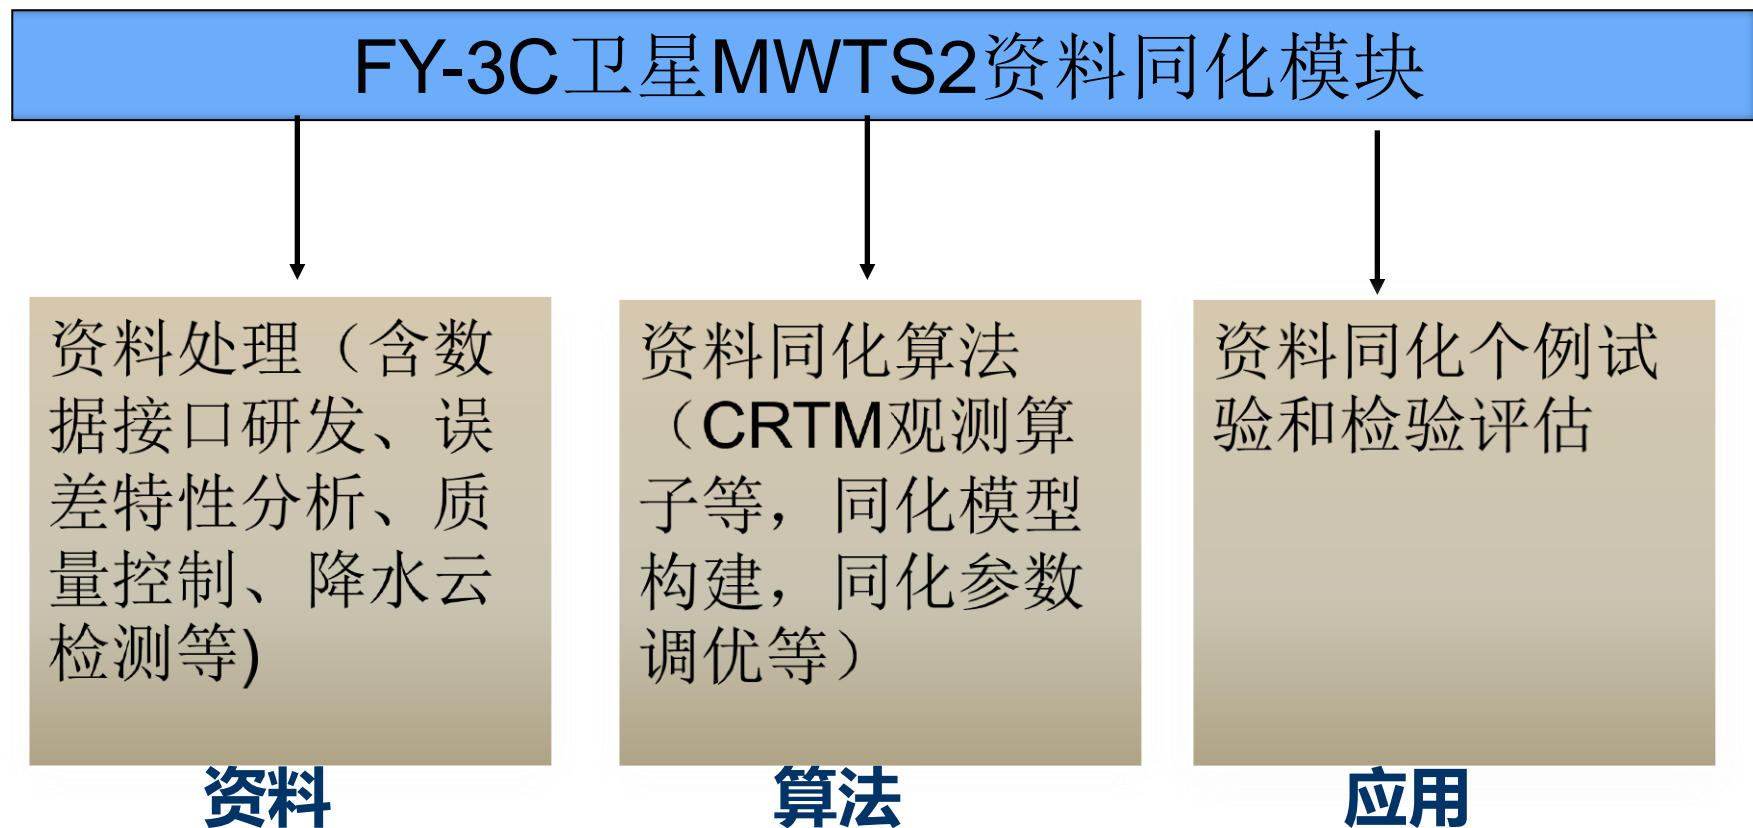 FY-3C卫星MWTS2资料同化模块
资料处理（含数
据接口研发、误
差特性分析、质
量控制、降水云
检测等)
资料同化算法
（CRTM观测算
子等，同化模型
构建，同化参数
调优等）
资料同化个例试
验和检验评估
资料
算法
应用